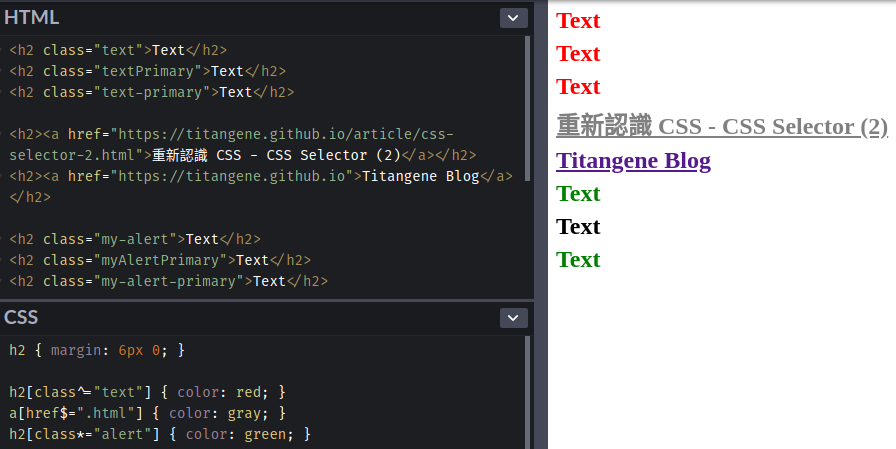 HTML
<h2 class="text">Text</h2>
<h2 class="textPrimary">Text</h2>
<h2 class="text-primary">Text</h2>
<h2><a href="https://titangene.github.io/article/css-
selector-2.html">重新認識 CSS - CSS Selector (2)</a></h2>
<h2><a href="https://titangene.github.io">Titangene Blog</a>
</h2>
<h2 class="my-alert">Text</h2>
<h2 class="myAlertPrimary">Text</h2>
<h2 class="my-alert-primary">Text</h2>
CSS
h2 { margin: 6px 0; }
h2[class^="text"] { color: red; }
a[href$=".html"] { color: gray; }
h2[class*="alert"] { color: green; }
Text
Text
Text
重新認識 CSS - CSS Selector (2)
Titangene Blog
Text
Text
Text